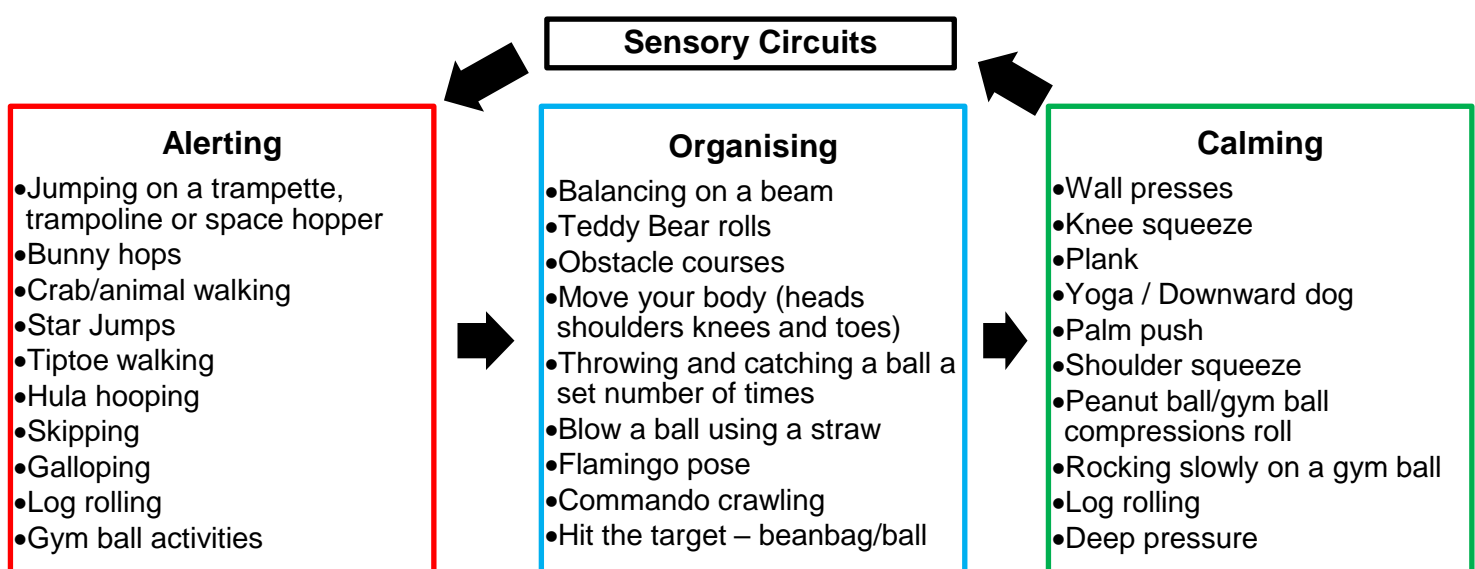 Sensory Circuits
Alerting
•Jumping on a trampette,
trampoline or space hopper
•Bunny hops
•Crab/animal walking
•Star Jumps
•Tiptoe walking
•Hula hooping
•Skipping
•Galloping
•Log rolling
•Gym ball activities
Organising
•Balancing on a beam
•Teddy Bear rolls
•Obstacle courses
•Move your body (heads
shoulders knees and toes)
•Throwing and catching a ball a
set number of times
•Blow a ball using a straw
•Flamingo pose
•Commando crawling
•Hit the target – beanbag/ball
Calming
•Wall presses
•Knee squeeze
•Plank
•Yoga / Downward dog
•Palm push
•Shoulder squeeze
•Peanut ball/gym ball
compressions roll
•Rocking slowly on a gym ball
•Log rolling
•Deep pressure